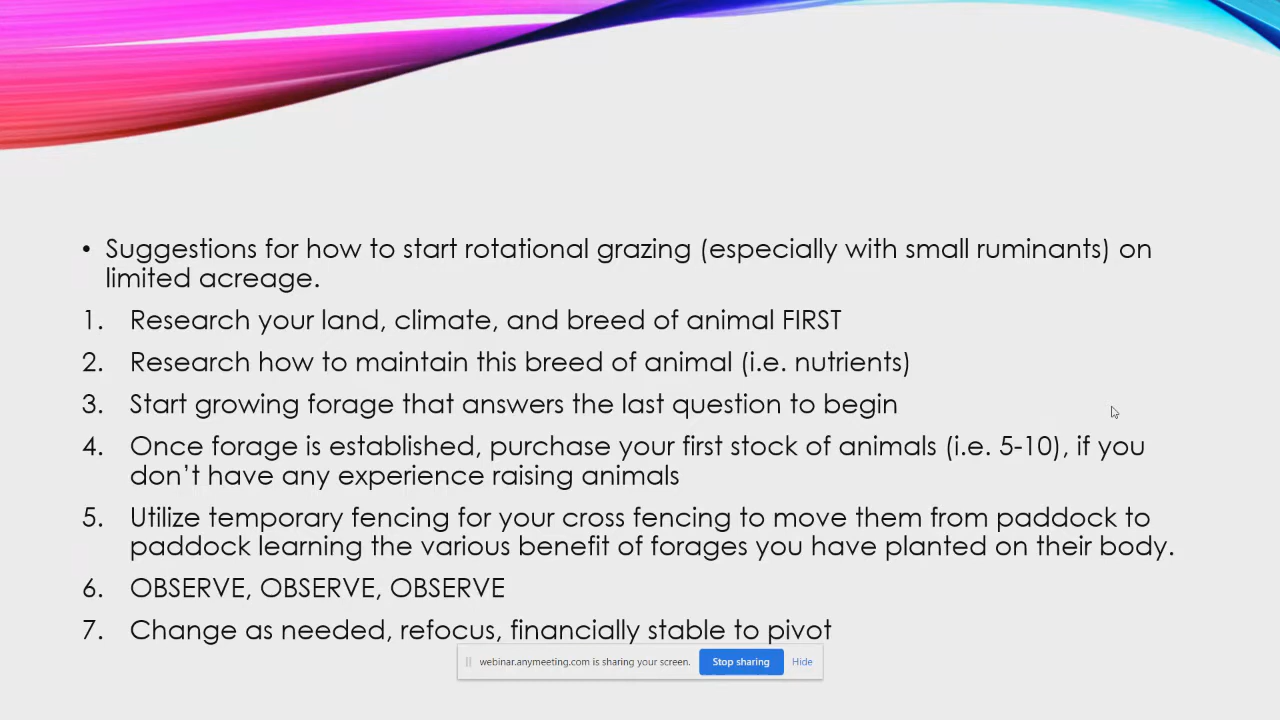 • Suggestions for how to start rotational grazing (especially with small ruminants) on
limited acreage.
1. Research your land, climate, and breed of animal FIRST
2. Research how to maintain this breed of animal (i.e. nutrients)
3. Start growing forage that answers the last question to begin
4. Once forage is established, purchase your first stock of animals (i.e. 5-10), if you
don’t have any experience raising animals
5. Utilize temporary fencing for your cross fencing to move them from paddock to
paddock learning the various benefit of forages you have planted on their body.
6. OBSERVE, OBSERVE, OBSERVE
7. Change as needed, refocus, financially stable to pivot
webinar.anymeeting.com is sharing your screen. Stop sharing Hide